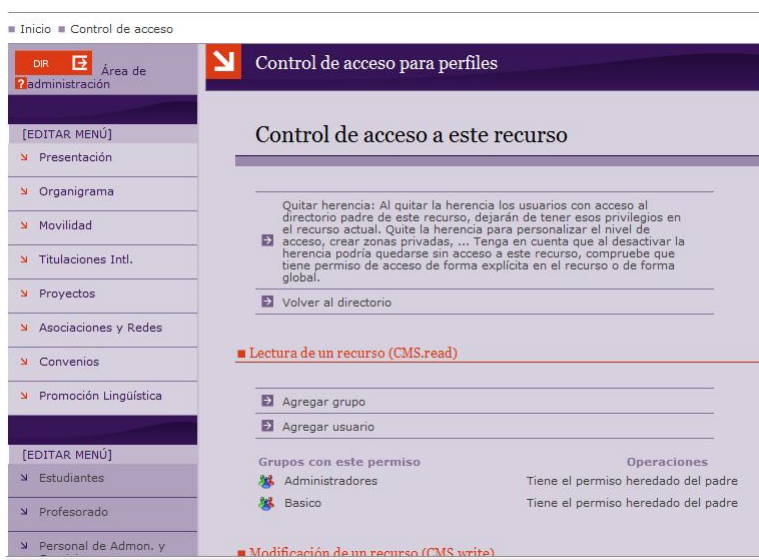 Inicio Control de acceso
DIR
Área de
? administración
[EDITAR MENÚ]
Presentación
Organigrama
Movilidad
Titulaciones Intl.
Proyectos
Asociaciones y Redes
Convenios
Promoción Lingüística
[EDITAR MENÚ]
Estudiantes
Profesorado
Personal de Admon. y
Control de acceso para perfiles
Control de acceso a este recurso
Quitar herencia: Al quitar la herencia los usuarios con acceso al
directorio padre de este recurso, dejarán de tener esos privilegios en
el recurso actual. Quite la herencia para personalizar el nivel de
acceso, crear zonas privadas, ... Tenga en cuenta que al desactivar la
herencia podría quedarse sin acceso a este recurso, compruebe que
tiene permiso de acceso de forma explícita en el recurso o de forma
global.
Volver al directorio
Lectura de un recurso (CMS.read)
Agregar grupo
Agregar usuario
Grupos con este permiso Operaciones
Administradores Tiene el permiso heredado del padre
Basico Tiene el permiso heredado del padre
Modificación de un recurso (CMS.write)